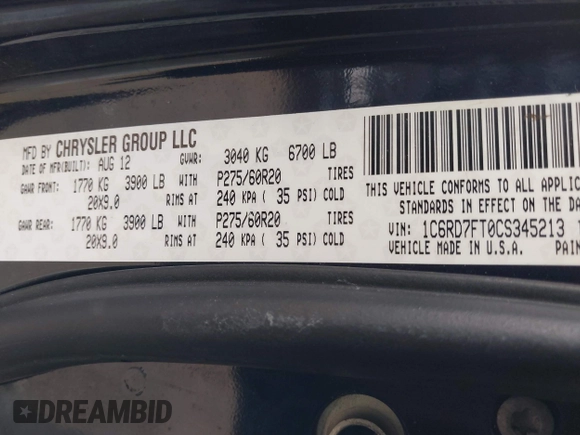 MFD BY CHRYSLER GROUP LLC
DATE OF MFR(BUILT): AUG 12 GVWR: 3040 KG 6700 LB
GAWR FRONT: 1770 KG 3900 LB WITH P275/60R20 TIRES
20X9.0 RIMS AT 240 KPA ( 35 PSI) COLD
GAWR REAR: 1770 KG 3900 LB WITH P275/60R20 TIRES
20X9.0 RIMS AT 240 KPA ( 35 PSI) COLD
THIS VEHICLE CONFORMS TO ALL
STANDARDS IN EFFECT ON THE
VIN: 1C6RD7FT0CS345213
VEHICLE MADE IN U.S.A.
DREAMBID